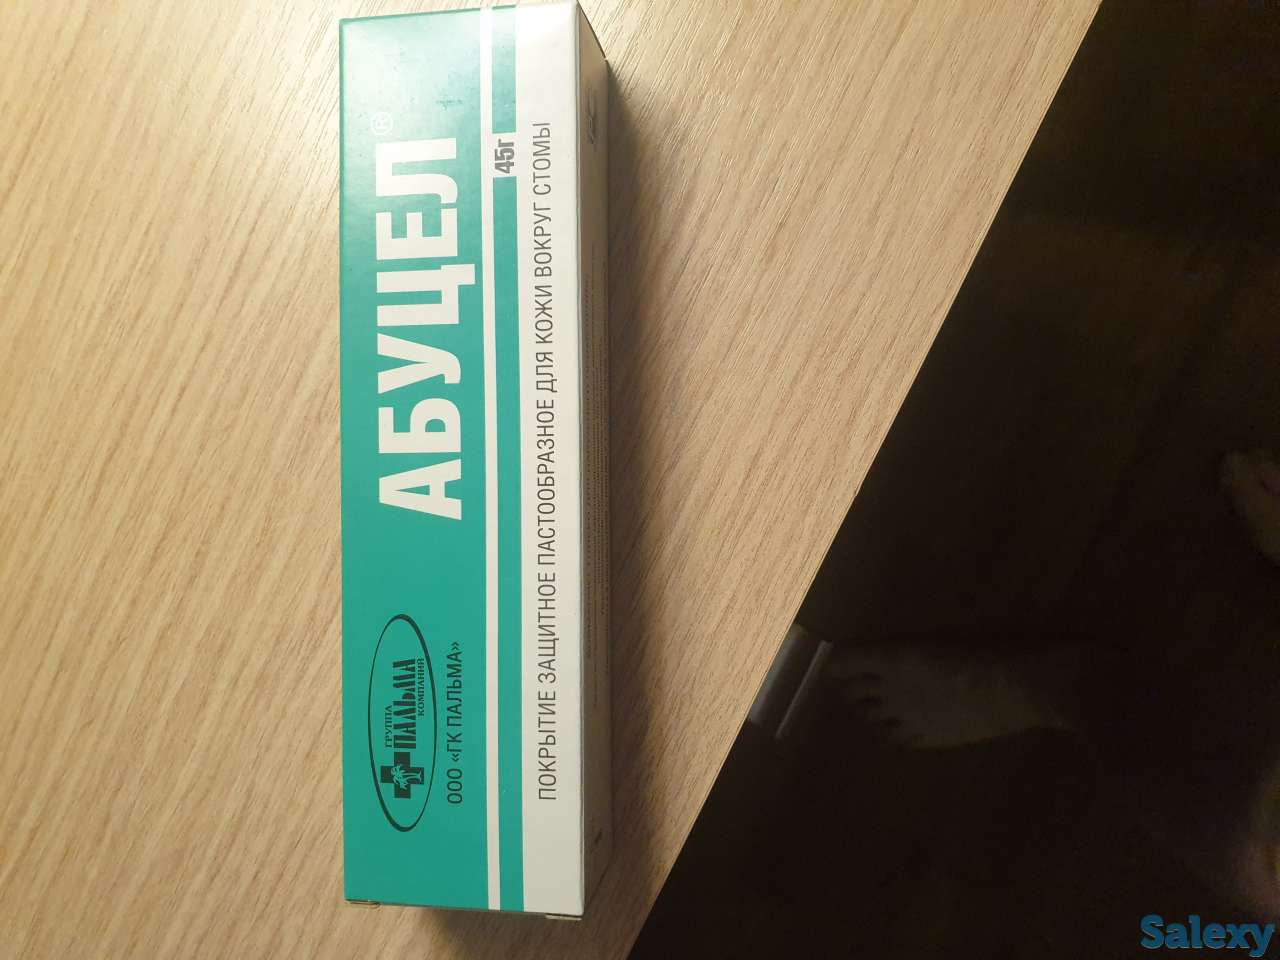 ГРУППА
ПАЛЬМА
КОМПАНИЙ
ООО «ГК ПАЛЬМА»
АБУЦЕЛ®
45г
ПОКРЫТИЕ ЗАЩИТНОЕ ПАСТООБРАЗНОЕ ДЛЯ КОЖИ ВОКРУГ СТОМЫ
Salexy